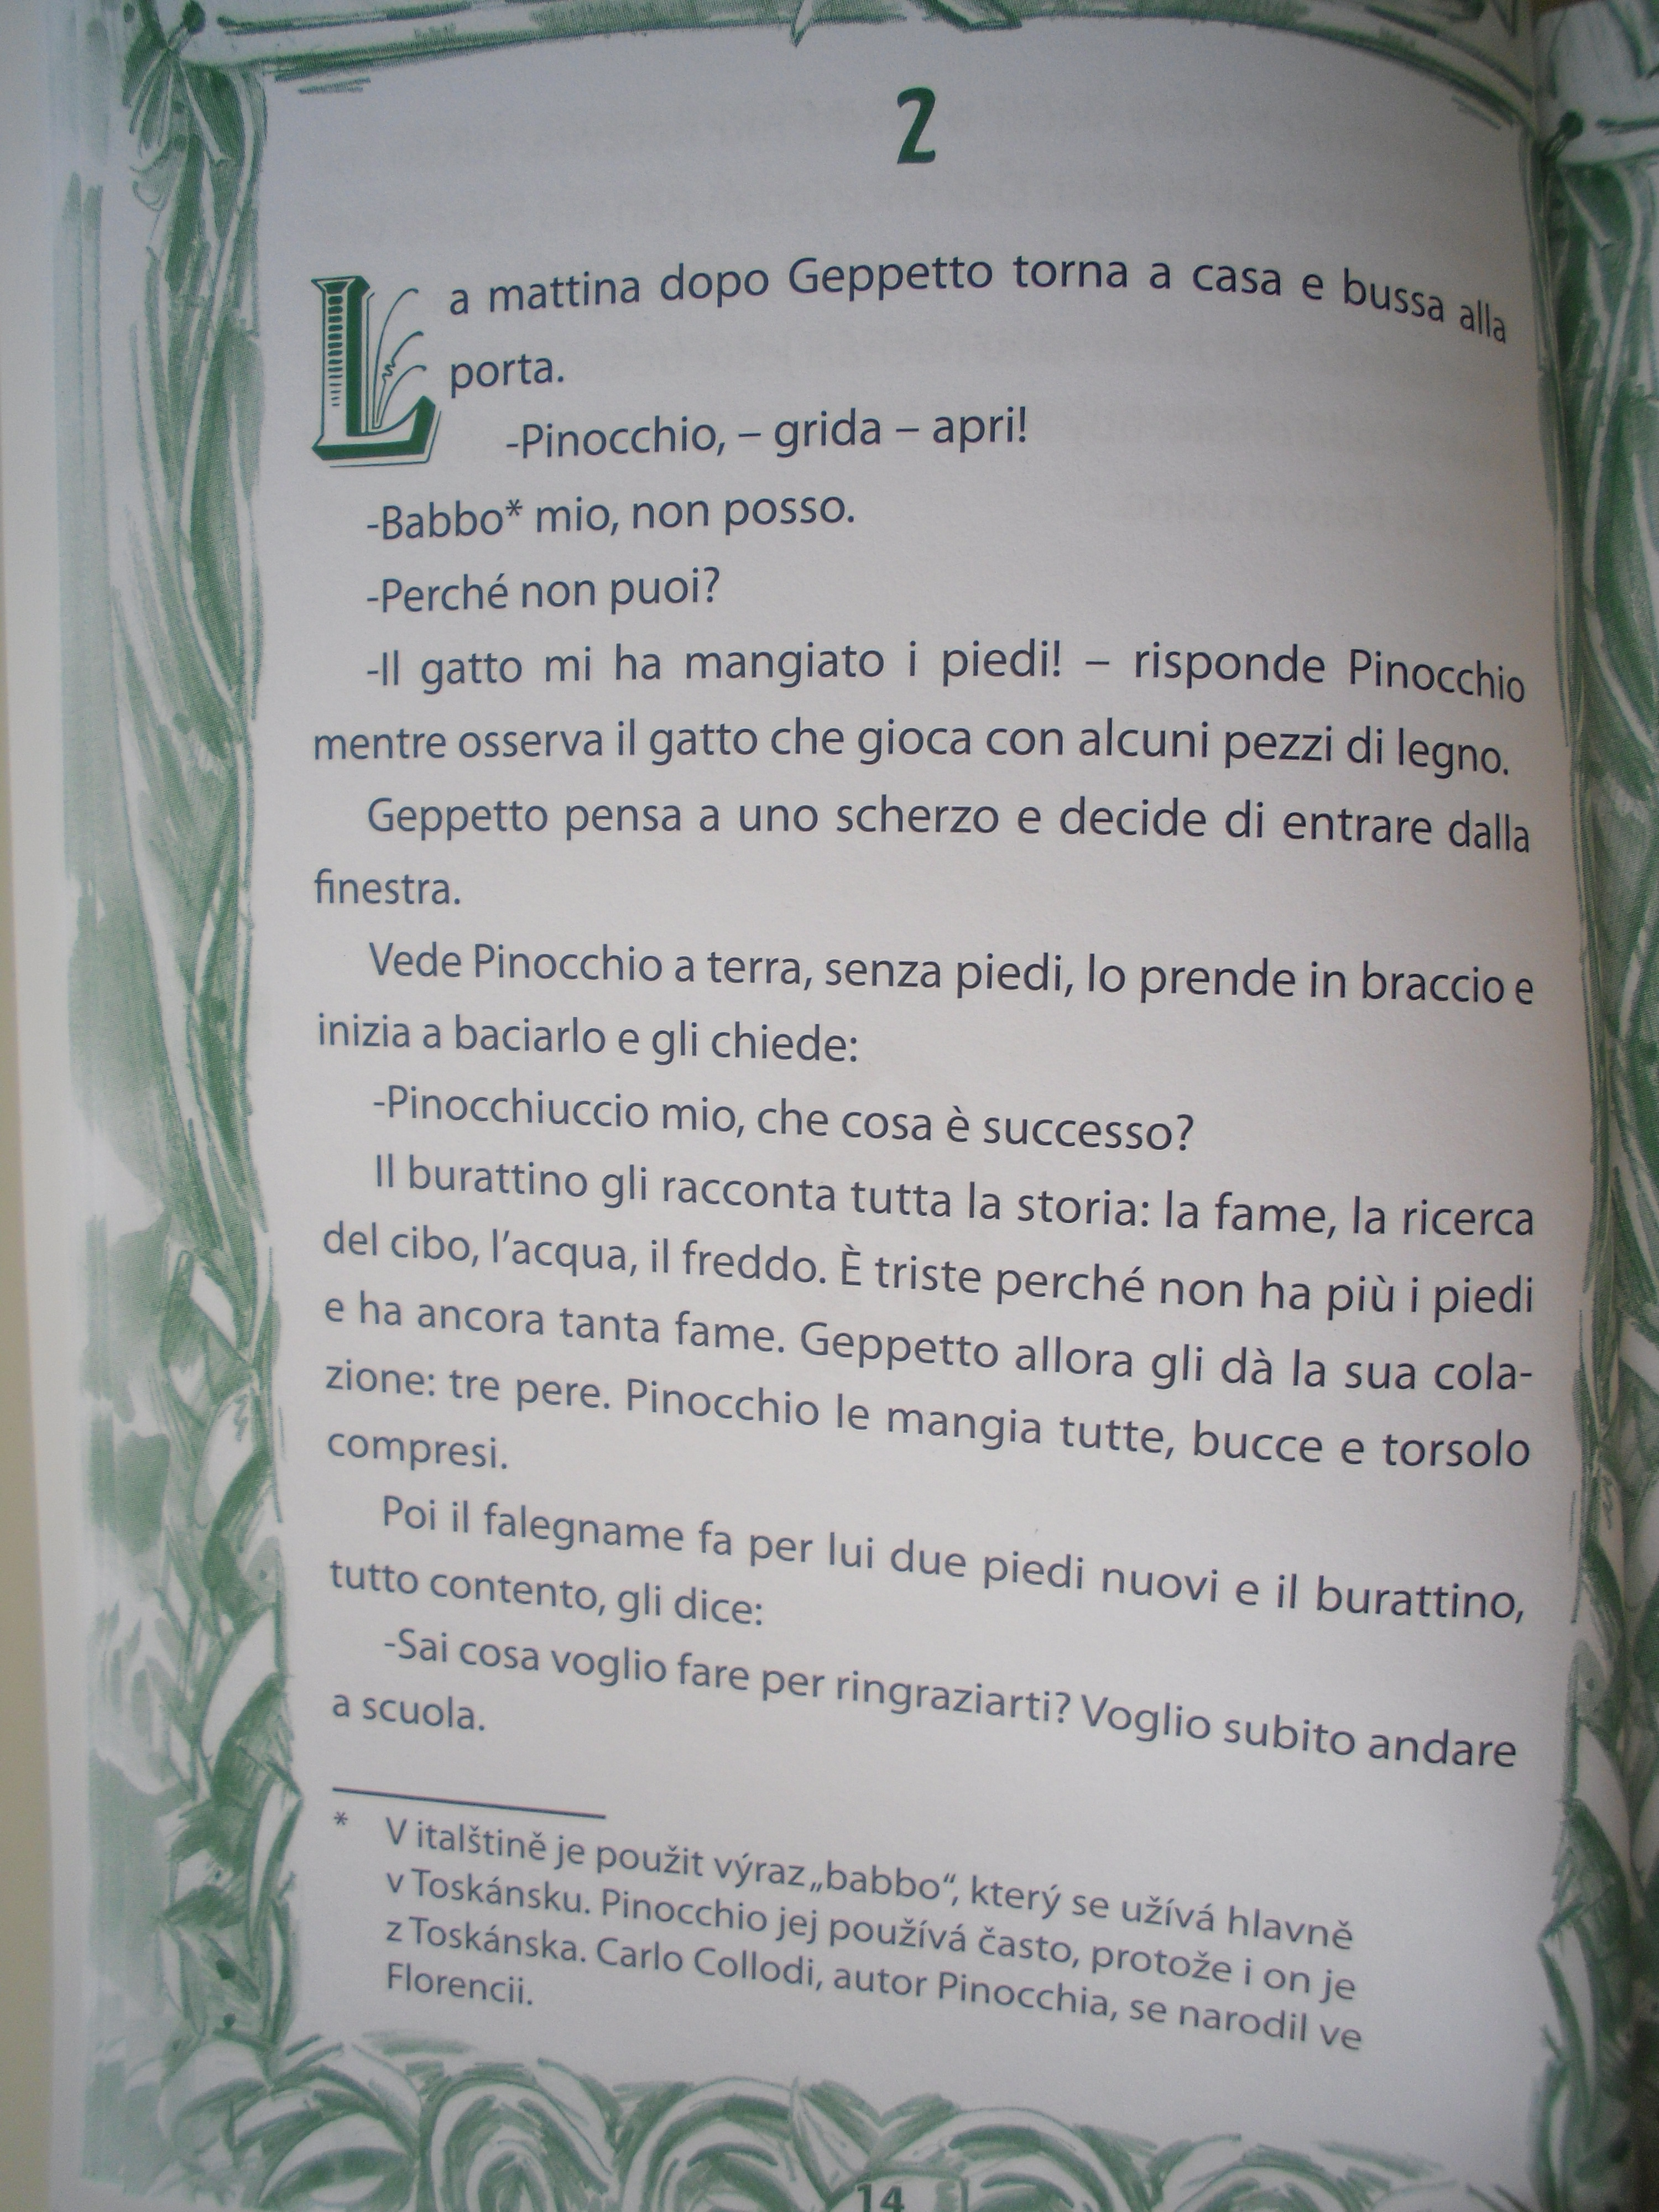 2
La mattina dopo Geppetto torna a casa e bussa alla
porta.
-Pinocchio, – grida – apri!
-Babbo* mio, non posso.
-Perché non puoi?
-Il gatto mi ha mangiato i piedi! – risponde Pinocchio
mentre osserva il gatto che gioca con alcuni pezzi di legno.
Geppetto pensa a uno scherzo e decide di entrare dalla
finestra.
Vede Pinocchio a terra, senza piedi, lo prende in braccio e
inizia a baciarlo e gli chiede:
-Pinocchiuccio mio, che cosa è successo?
Il burattino gli racconta tutta la storia: la fame, la ricerca
del cibo, l’acqua, il freddo. È triste perché non ha più i piedi
e ha ancora tanta fame. Geppetto allora gli dà la sua cola-
zione: tre pere. Pinocchio le mangia tutte, bucce e torsolo
compresi.
Poi il falegname fa per lui due piedi nuovi e il burattino,
tutto contento, gli dice:
-Sai cosa voglio fare per ringraziarti? Voglio subito andare
a scuola.
* V italštině je použit výraz „babbo“, který se užívá hlavně
v Toskánsku. Pinocchio jej používá často, protože i on je
z Toskánska. Carlo Collodi, autor Pinocchia, se narodil ve
Florencii.
14